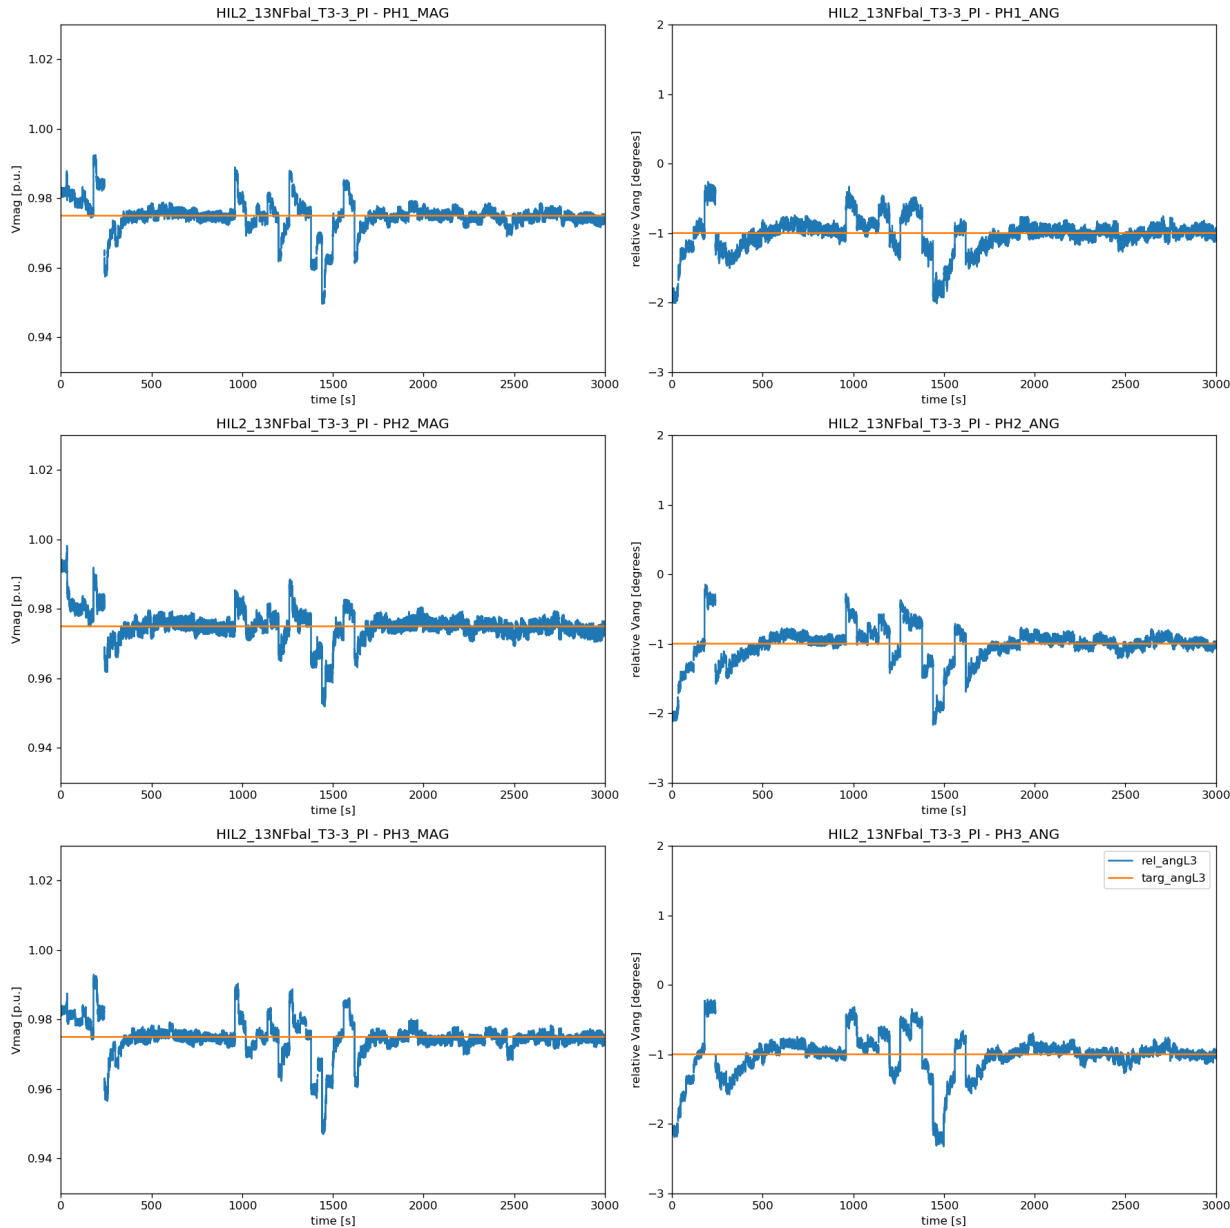 HIL2_13NFbal_T3-3_PI - PH1_MAG
Vmag [p.u.]
1.02
1.00
0.98
0.96
0.94
0 500 1000 1500 2000 2500 3000
time [s]
HIL2_13NFbal_T3-3_PI - PH1_ANG
relative Vang [degrees]
2
1
0
−1
−2
−3
0 500 1000 1500 2000 2500 3000
time [s]
HIL2_13NFbal_T3-3_PI - PH2_MAG
Vmag [p.u.]
1.02
1.00
0.98
0.96
0.94
0 500 1000 1500 2000 2500 3000
time [s]
HIL2_13NFbal_T3-3_PI - PH2_ANG
relative Vang [degrees]
2
1
0
−1
−2
−3
0 500 1000 1500 2000 2500 3000
time [s]
HIL2_13NFbal_T3-3_PI - PH3_MAG
Vmag [p.u.]
1.02
1.00
0.98
0.96
0.94
0 500 1000 1500 2000 2500 3000
time [s]
HIL2_13NFbal_T3-3_PI - PH3_ANG
relative Vang [degrees]
2
1
0
−1
−2
−3
0 500 1000 1500 2000 2500 3000
time [s]
rel_angL3
targ_angL3